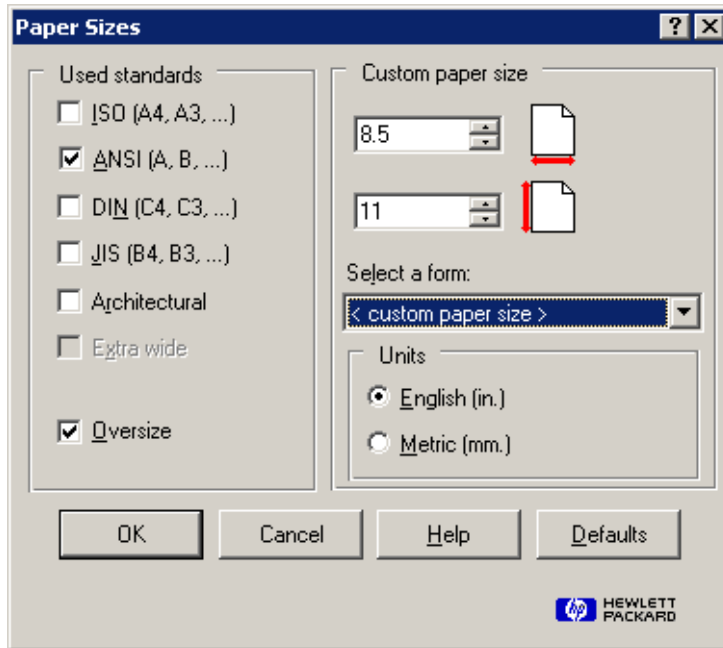 Paper Sizes
Used standards
ISO (A4, A3, ...)
ANSI (A, B, ...)
DIN (C4, C3, ...)
JIS (B4, B3, ...)
Architectural
Extra wide
Oversize
Custom paper size
8.5
11
Select a form:
< custom paper size >
Units
English (in.)
Metric (mm.)
OK
Cancel
Help
Defaults
hp
HEWLETT
PACKARD